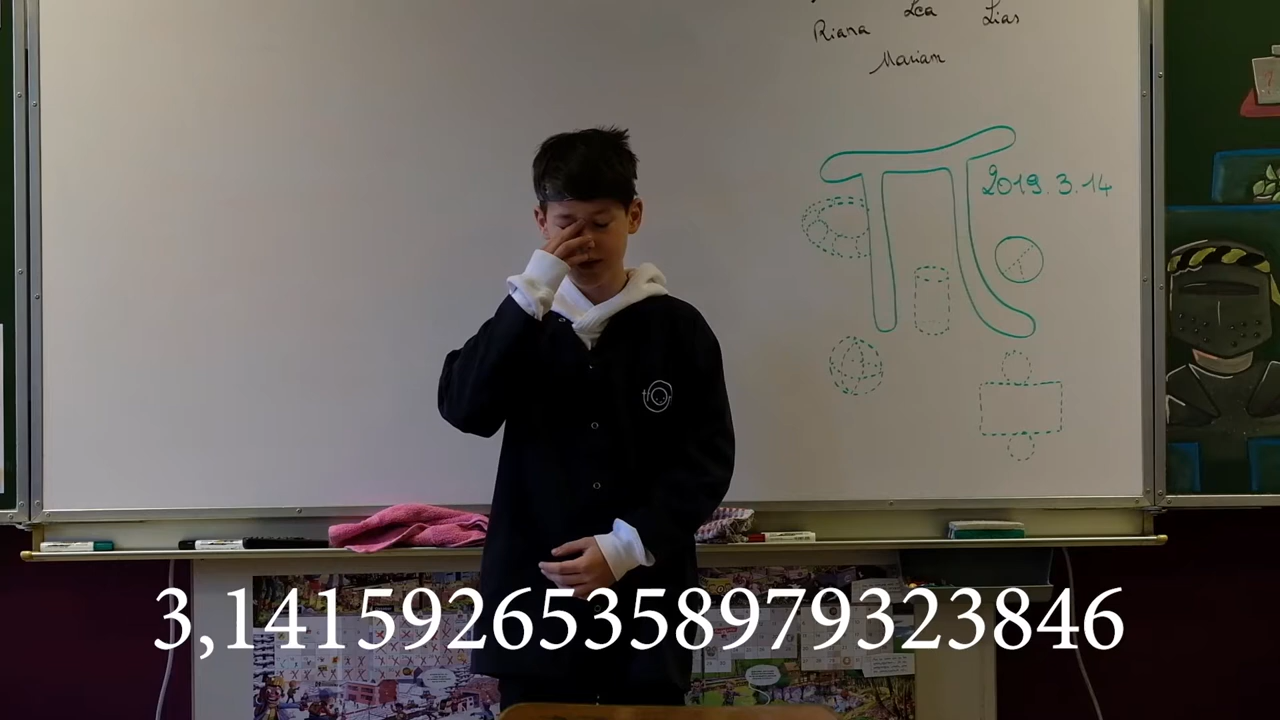 Lea Lias
Riana
Mariam
2019.3.14
3,14159265358979323846